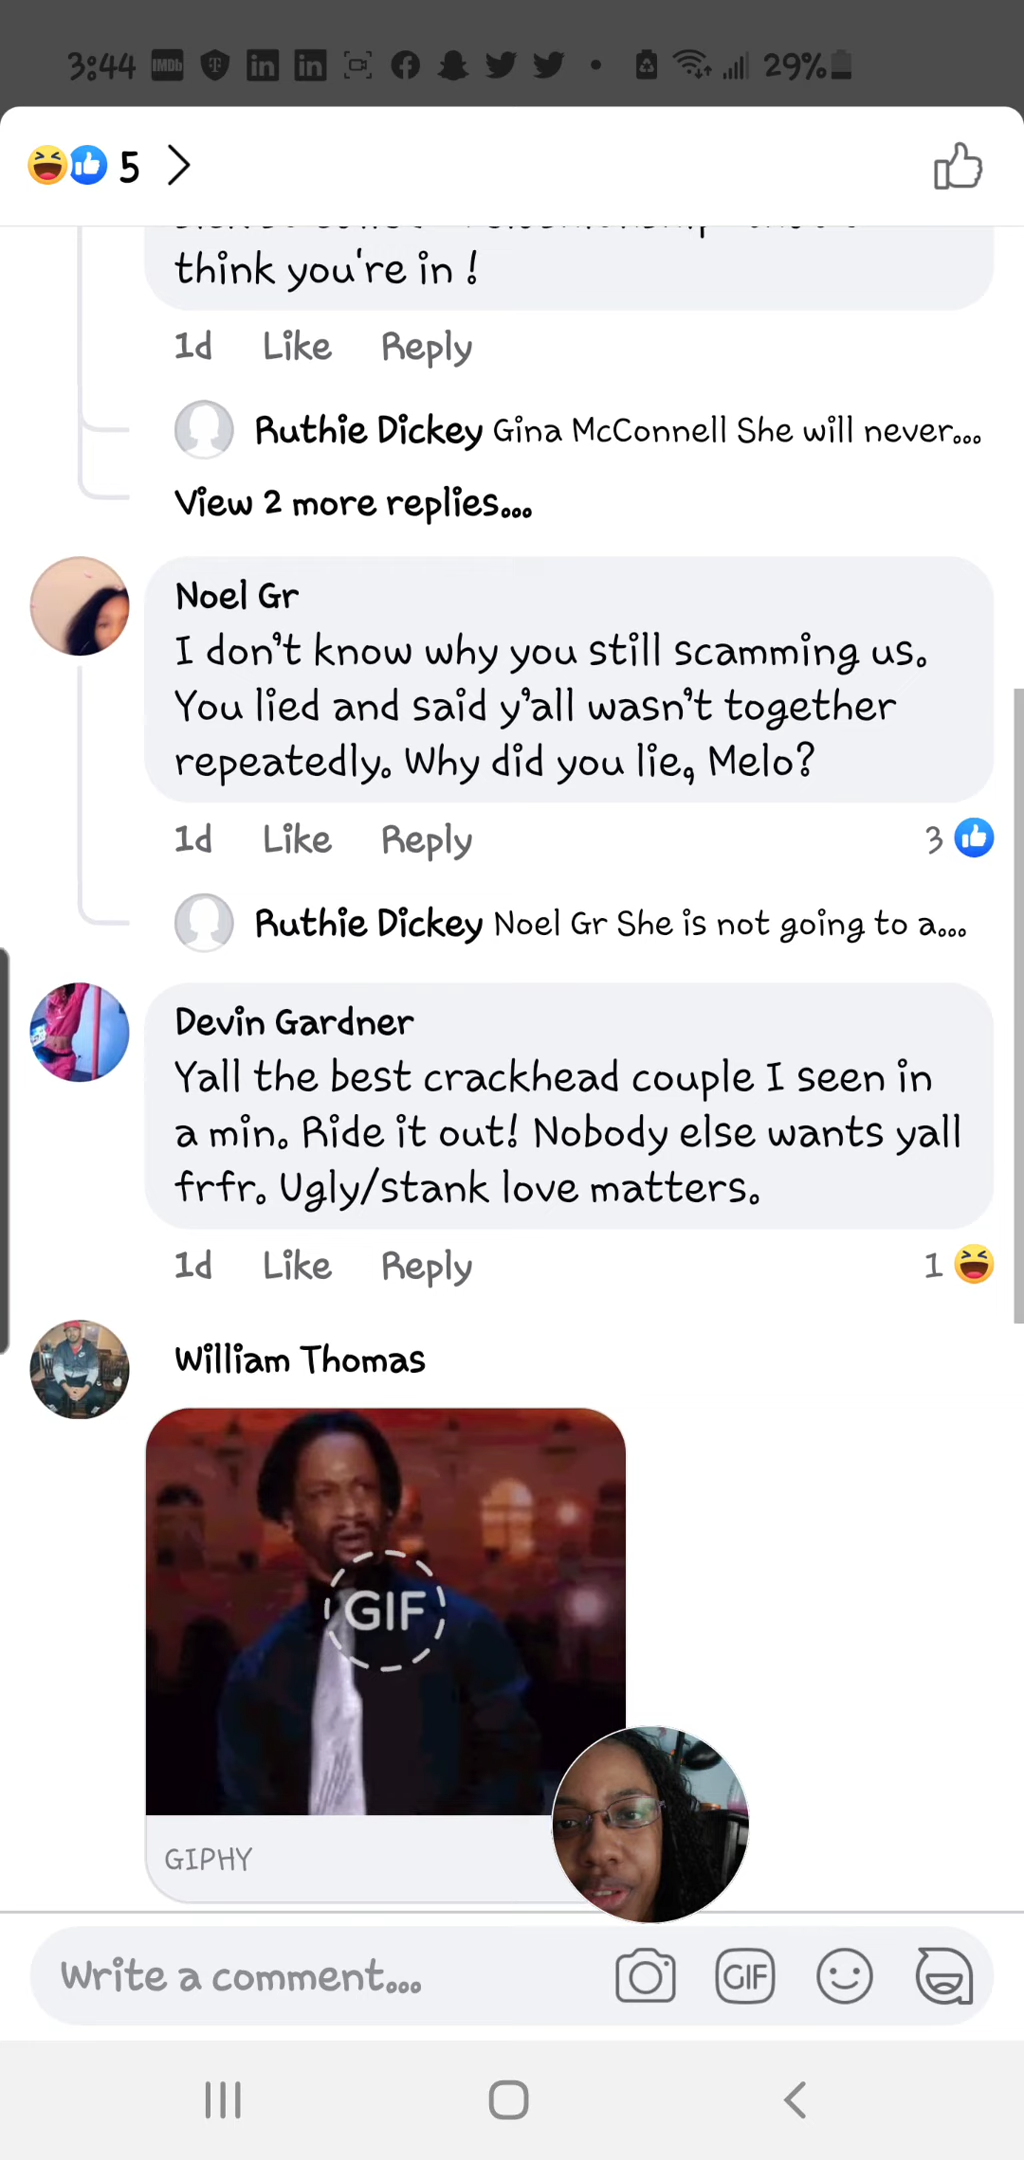 3:44 IMDb T in in 29%
5
think you're in !
1d Like Reply
Ruthie Dickey Gina McConnell She will never...
View 2 more replies...
Noel Gr
I don't know why you still scamming us.
You lied and said y'all wasn't together
repeatedly. Why did you lie, Melo?
1d Like Reply 3
Ruthie Dickey Noel Gr She is not going to a...
Devin Gardner
Yall the best crackhead couple I seen in
a min. Ride it out! Nobody else wants yall
frfr. Ugly/stank love matters.
1d Like Reply 1
William Thomas
GIF
GIPHY
Write a comment... GIF